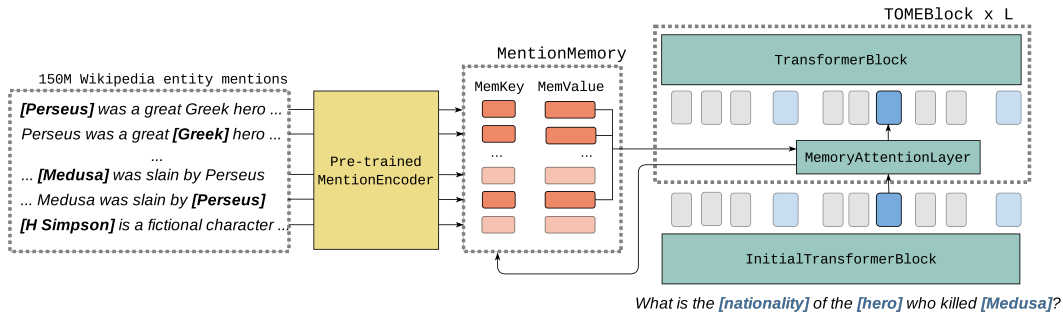 150M Wikipedia entity mentions
[Perseus] was a great Greek hero ...
Perseus was a great [Greek] hero ...
...
... [Medusa] was slain by Perseus
... Medusa was slain by [Perseus]
[H Simpson] is a fictional character ...
Pre-trained
MentionEncoder
MentionMemory
MemKey MemValue
... ...
TOMEBlock x L
TransformerBlock
MemoryAttentionLayer
InitialTransformerBlock
What is the [nationality] of the [hero] who killed [Medusa]?